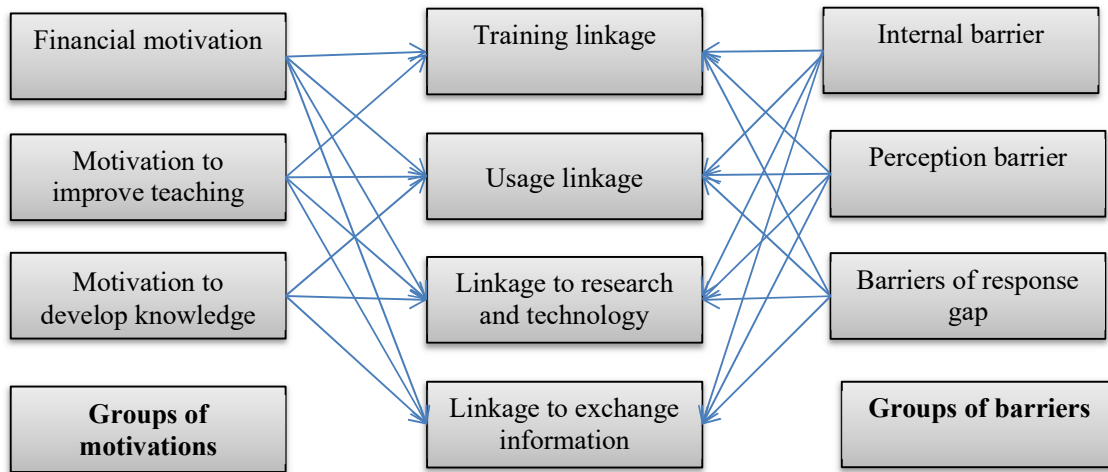 Financial motivation
Training linkage
Internal barrier
Motivation to
improve teaching
Usage linkage
Perception barrier
Motivation to
develop knowledge
Linkage to research
and technology
Barriers of response
gap
Groups of
motivations
Linkage to exchange
information
Groups of barriers